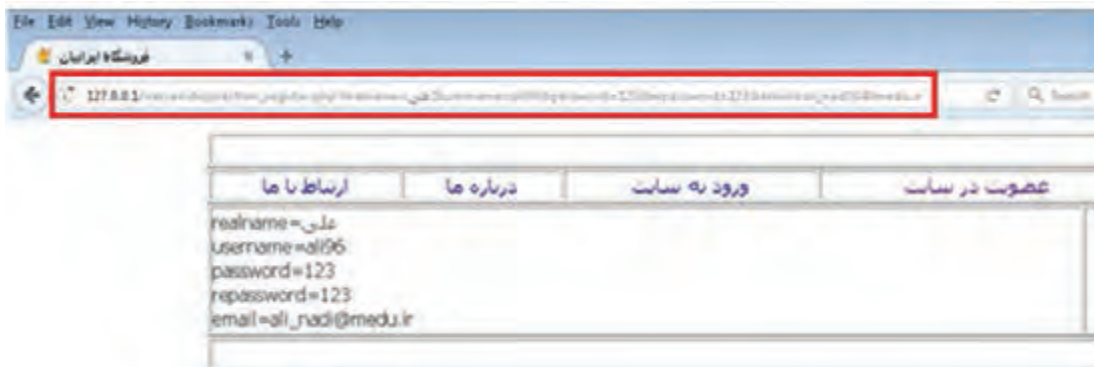 File Edit View History Bookmarks Tools Help
فروشگاه ایرانیان
127.0.0.1
عضویت در سایت ورود به سایت درباره ما ارتباط با ما
realname=علی
username=ali96
password=123
repassword=123
email=ali_nadi@medu.ir